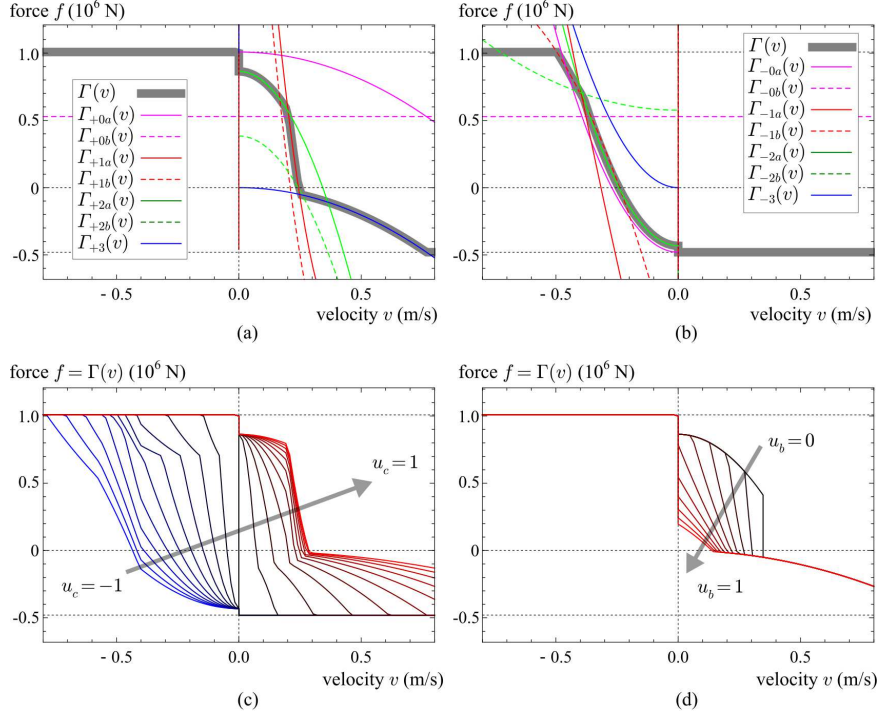 force f (10⁶ N)
1.0
0.5
0
-0.5
Γ(v)
Γ₊₀ₐ(v)
Γ₊₀b(v)
Γ₊₁ₐ(v)
Γ₊₁b(v)
Γ₊₂ₐ(v)
Γ₊₂b(v)
Γ₊₃(v)
- 0.5
0.0
0.5
velocity v (m/s)
(a)
force f (10⁶ N)
1.0
0.5
0
-0.5
Γ(v)
Γ₋₀ₐ(v)
Γ₋₀b(v)
Γ₋₁ₐ(v)
Γ₋₁b(v)
Γ₋₂ₐ(v)
Γ₋₂b(v)
Γ₋₃(v)
- 0.5
0.0
0.5
velocity v (m/s)
(b)
force f = Γ(v) (10⁶ N)
1.0
0.5
0
-0.5
u_c = 1
u_c = -1
- 0.5
0.0
0.5
velocity v (m/s)
(c)
force f = Γ(v) (10⁶ N)
1.0
0.5
0
-0.5
u_b = 0
u_b = 1
- 0.5
0.0
0.5
velocity v (m/s)
(d)